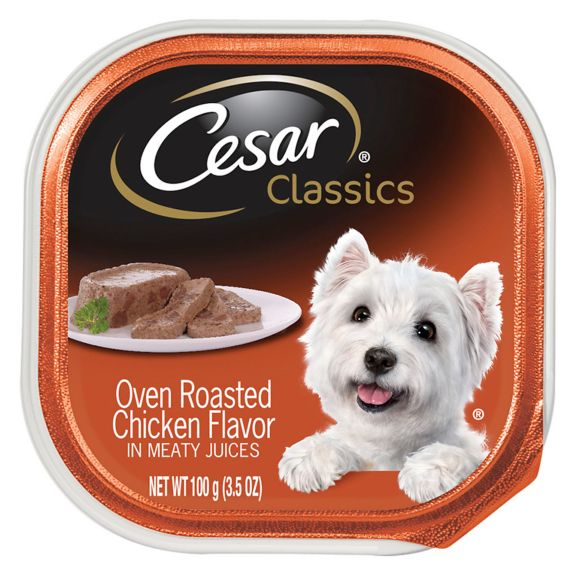 Cesar®
Classics
Oven Roasted
Chicken Flavor
IN MEATY JUICES
NET WT 100 g (3.5 OZ)
®